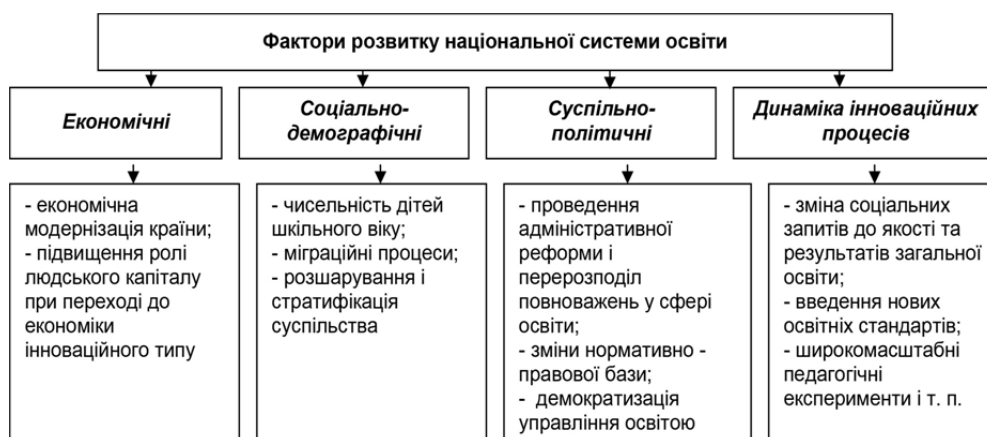 Фактори розвитку національної системи освіти
Економічні
Соціально-
демографічні
Суспільно-
політичні
Динаміка інноваційних
процесів
- економічна
модернізація країни;
- підвищення ролі
людського капіталу
при переході до
економіки
інноваційного типу
- чисельність дітей
шкільного віку;
- міграційні процеси;
- розшарування і
стратифікація
суспільства
- проведення
адміністративної
реформи і
перерозподіл
повноважень у сфері
освіти;
- зміни нормативно -
правової бази;
- демократизація
управління освітою
- зміна соціальних
запитів до якості та
результатів загальної
освіти;
- введення нових
освітніх стандартів;
- широкомасштабні
педагогічні
експерименти і т. п.